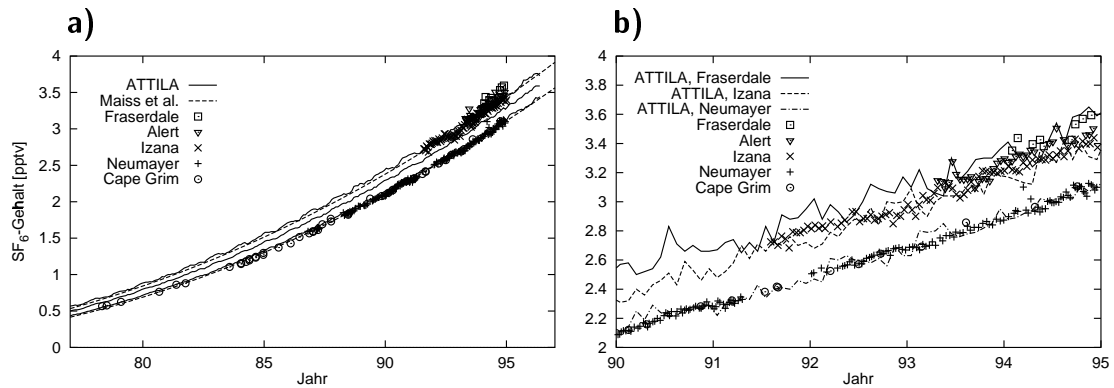 a)
SF6-Gehalt [pptv]
4
3.5
3
2.5
2
1.5
1
0.5
0
80
85
90
95
Jahr
ATTILA
Maiss et al.
Fraserdale
Alert
Izana
Neumayer
Cape Grim
b)
4
3.8
3.6
3.4
3.2
3
2.8
2.6
2.4
2.2
2
90
91
92
93
94
95
Jahr
ATTILA, Fraserdale
ATTILA, Izana
ATTILA, Neumayer
Fraserdale
Alert
Izana
Neumayer
Cape Grim